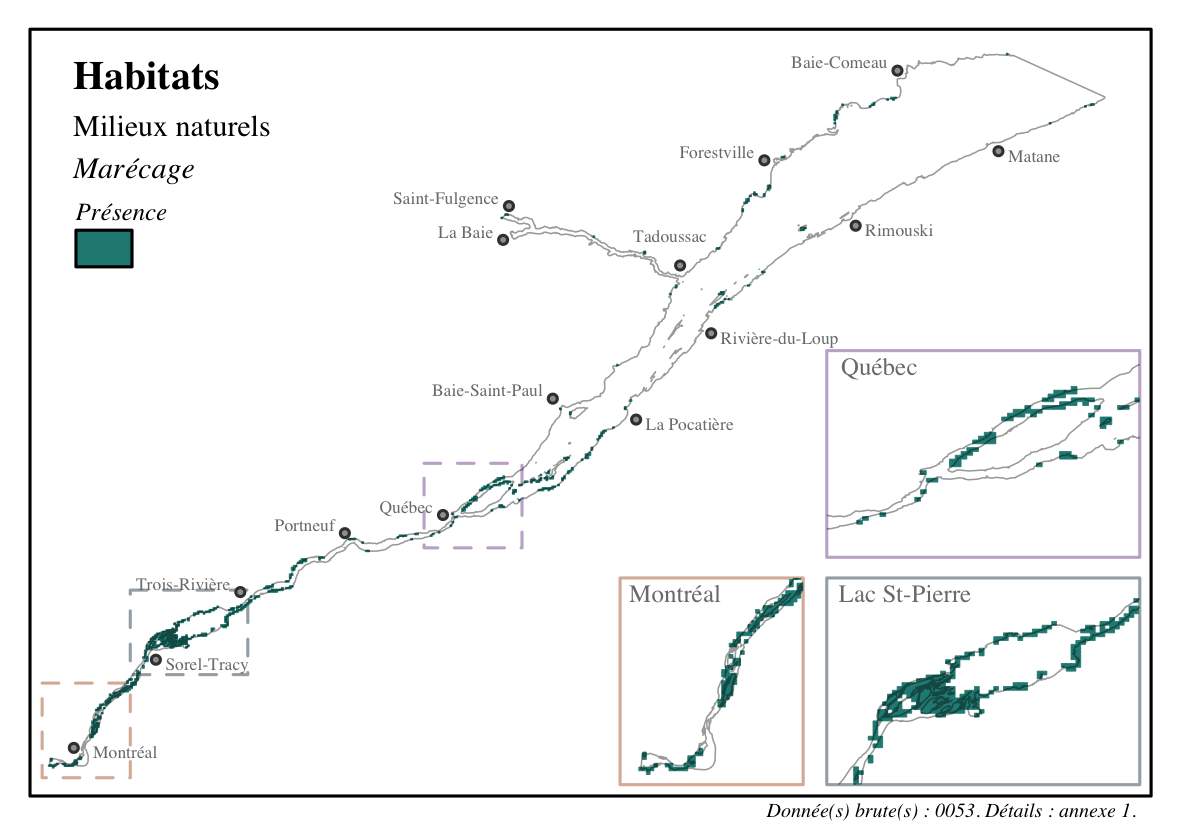 Habitats
Milieux naturels
Marécage
Présence
Baie-Comeau
Forestville
Matane
Saint-Fulgence
La Baie
Tadoussac
Rimouski
Rivière-du-Loup
Baie-Saint-Paul
La Pocatière
Québec
Portneuf
Trois-Rivière
Sorel-Tracy
Montréal
Québec
Montréal
Lac St-Pierre
Donnée(s) brute(s) : 0053. Détails : annexe 1.